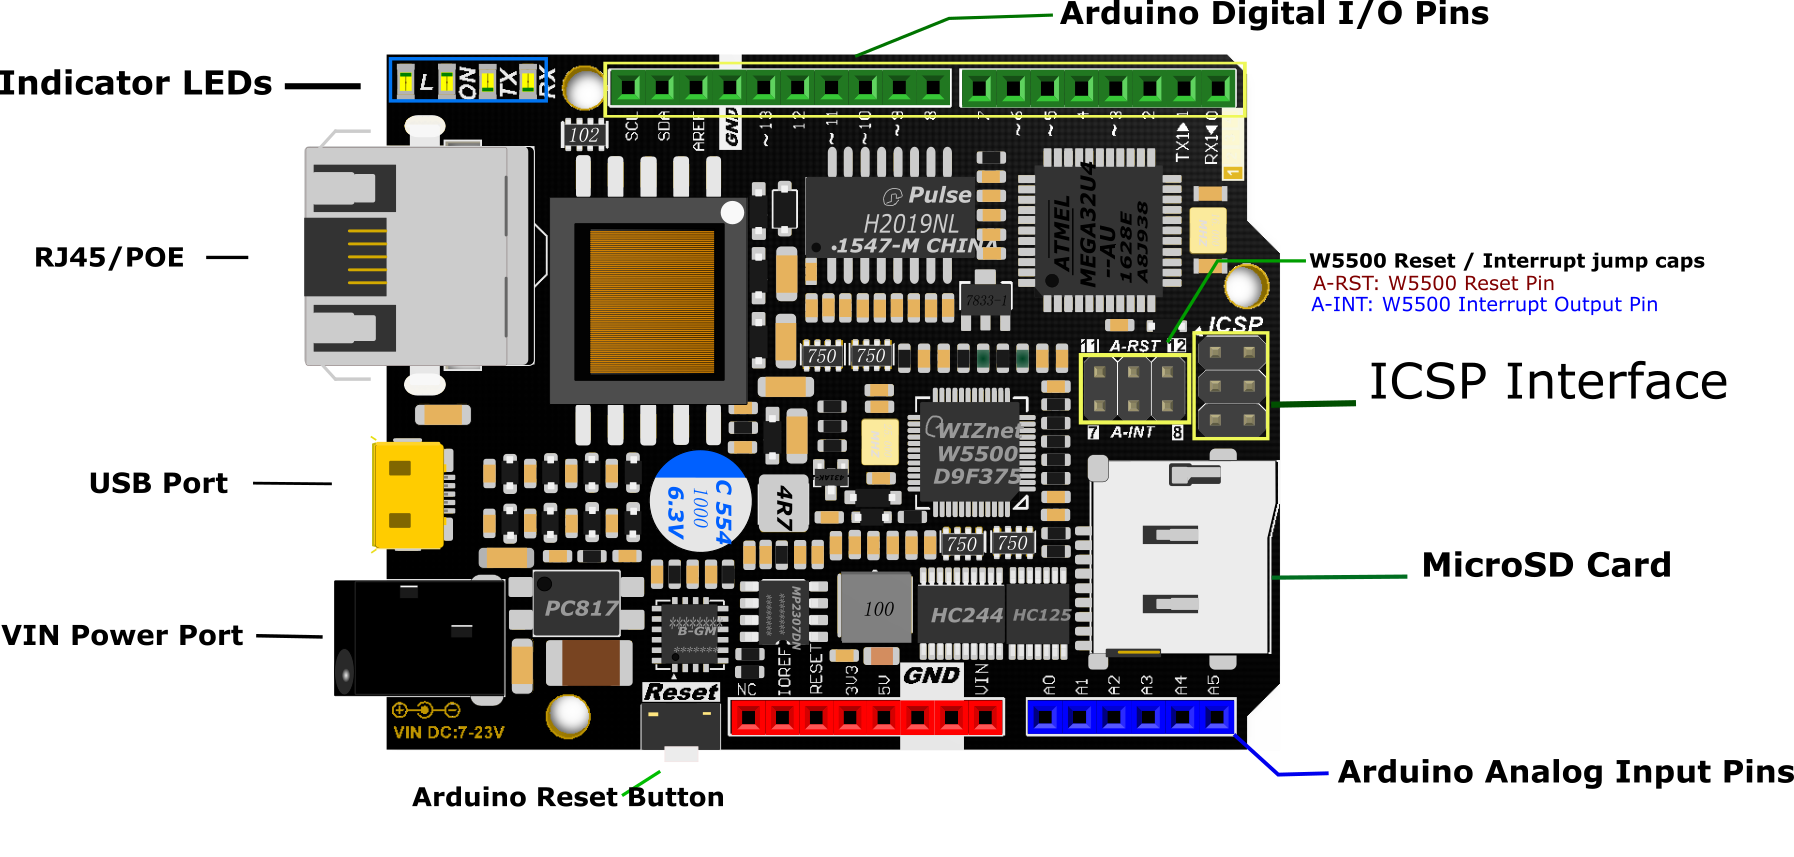 Arduino Digital I/O Pins
Indicator LEDs
L
ON
TX
RX
102
SCL
SDA
AREF
GND
~13
12
~11
~10
~9
8
7
~6
~5
4
~3
2
TX1▶1
RX1◀0
1
Pulse
H2019NL
.1547-M CHINA
ATMEL
MEGA32U4
--AU
1628E
A8J938
RJ45/POE
W5500 Reset / Interrupt jump caps
A-RST: W5500 Reset Pin
A-INT: W5500 Interrupt Output Pin
7833-1
ICSP
11 A-RST 12
750
750
ICSP Interface
7 A-INT 8
WIZnet
W5500
D9F375
USB Port
C 554
1000
6.3V
4R7
750
750
MicroSD Card
PC817
B-GM
MP2307DN
100
HC244
HC125
VIN Power Port
Reset
NC
IOREF
RESET
3V3
5V
GND
VIN
A0
A1
A2
A3
A4
A5
VIN DC:7-23V
Arduino Reset Button
Arduino Analog Input Pins